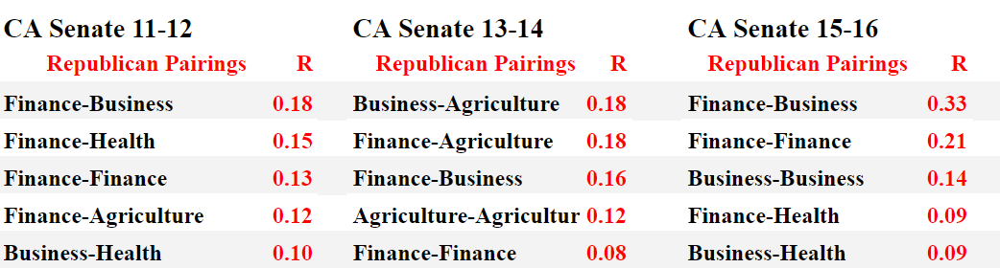 CA Senate 11-12 CA Senate 13-14 CA Senate 15-16
Republican Pairings R Republican Pairings R Republican Pairings R
Finance-Business 0.18 Business-Agriculture 0.18 Finance-Business 0.33
Finance-Health 0.15 Finance-Agriculture 0.18 Finance-Finance 0.21
Finance-Finance 0.13 Finance-Business 0.16 Business-Business 0.14
Finance-Agriculture 0.12 Agriculture-Agricultur 0.12 Finance-Health 0.09
Business-Health 0.10 Finance-Finance 0.08 Business-Health 0.09